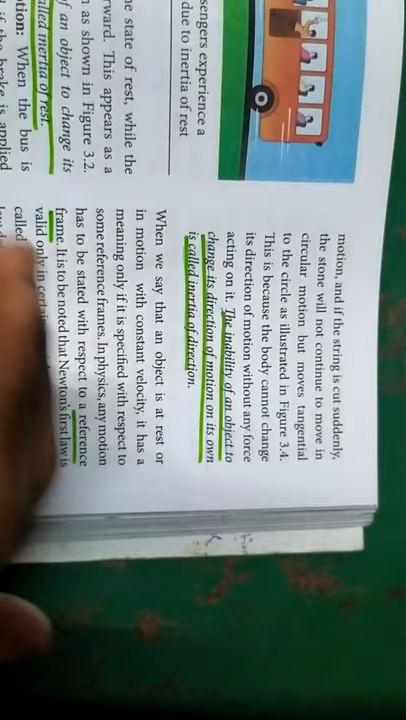 sengers experience a
due to inertia of rest
he state of rest, while the
rward. This appears as a
as shown in Figure 3.2.
of an object to change its
alled inertia of rest.
otion: When the bus is
if the brake is applied
motion, and if the string is cut suddenly,
the stone will not continue to move in
circular motion but moves tangential
to the circle as illustrated in Figure 3.4.
This is because the body cannot change
its direction of motion without any force
acting on it. The inability of an object to
change its direction of motion on its own
is called inertia of direction.
When we say that an object is at rest or
in motion with constant velocity, it has a
meaning only if it is specified with respect to
some reference frames. In physics, any motion
has to be stated with respect to a reference
frame. It is to be noted that Newton's first law is
valid only in certain
called